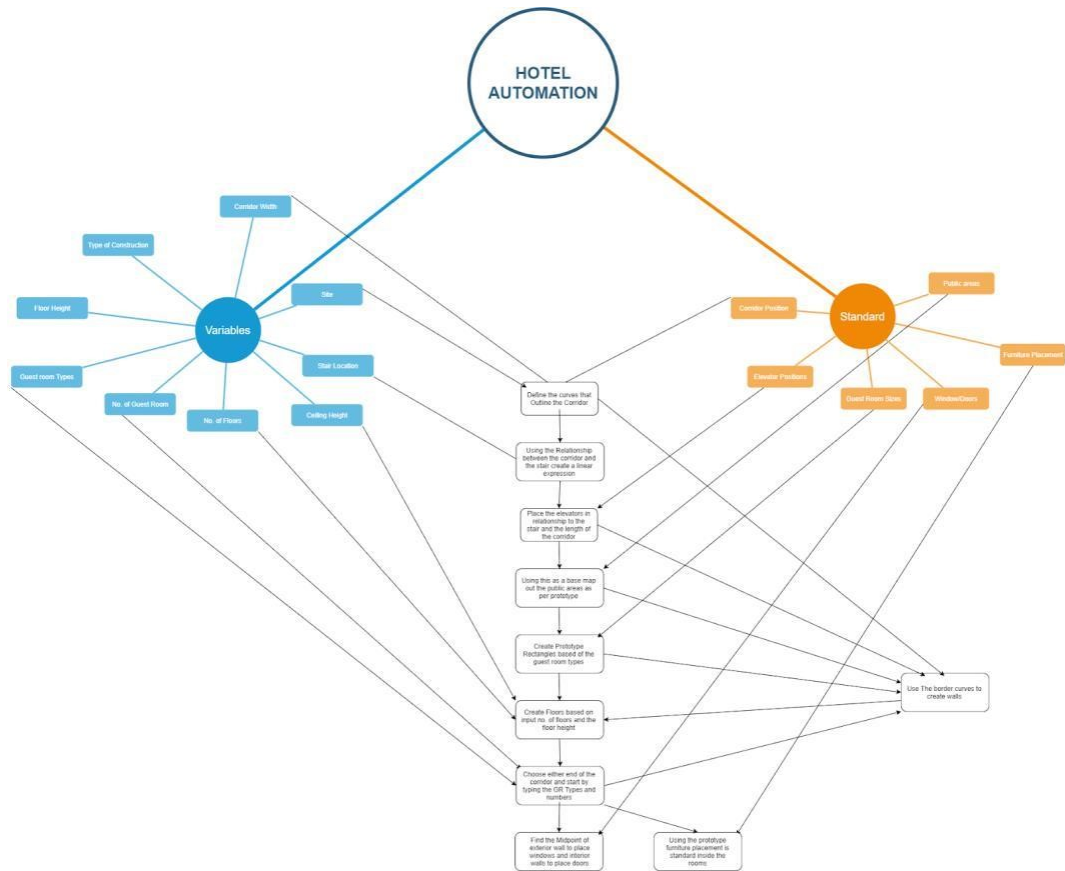 HOTEL
AUTOMATION
Corridor Width
Type of Construction
Site
Floor Height
Variables
Stair Location
Guest room Types
No. of Guest Room
No. of Floors
Ceiling Height
Public areas
Corridor Position
Standard
Furniture Placement
Elevator Positions
Guest Room Sizes
Window/Doors
Define the curves that
Outline the Corridor
Using the Relationship
between the corridor and
the stair create a linear
expression
Place the elevators in
relationship to the
stair and the length of
the corridor
Using this as a base map
out the public areas as
per prototype
Create Prototype
Rectangles based of the
guest room types
Use The border curves to
create walls
Create Floors based on
input no. of floors and the
floor height
Choose either end of the
corridor and start by
typing the GR Types and
numbers
Find the Midpoint of
exterior wall to place
windows and interior
walls to place doors
Using the prototype
furniture placement is
standard inside the
rooms